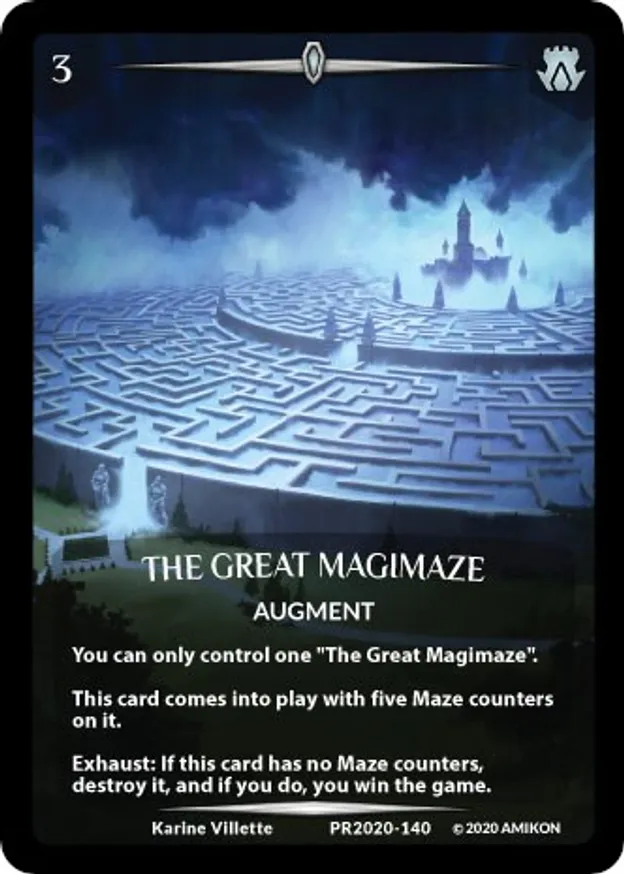 3
THE GREAT MAGIMAZE
AUGMENT
You can only control one "The Great Magimaze".
This card comes into play with five Maze counters
on it.
Exhaust: If this card has no Maze counters,
destroy it, and if you do, you win the game.
Karine Villette PR2020-140 © 2020 AMIKON